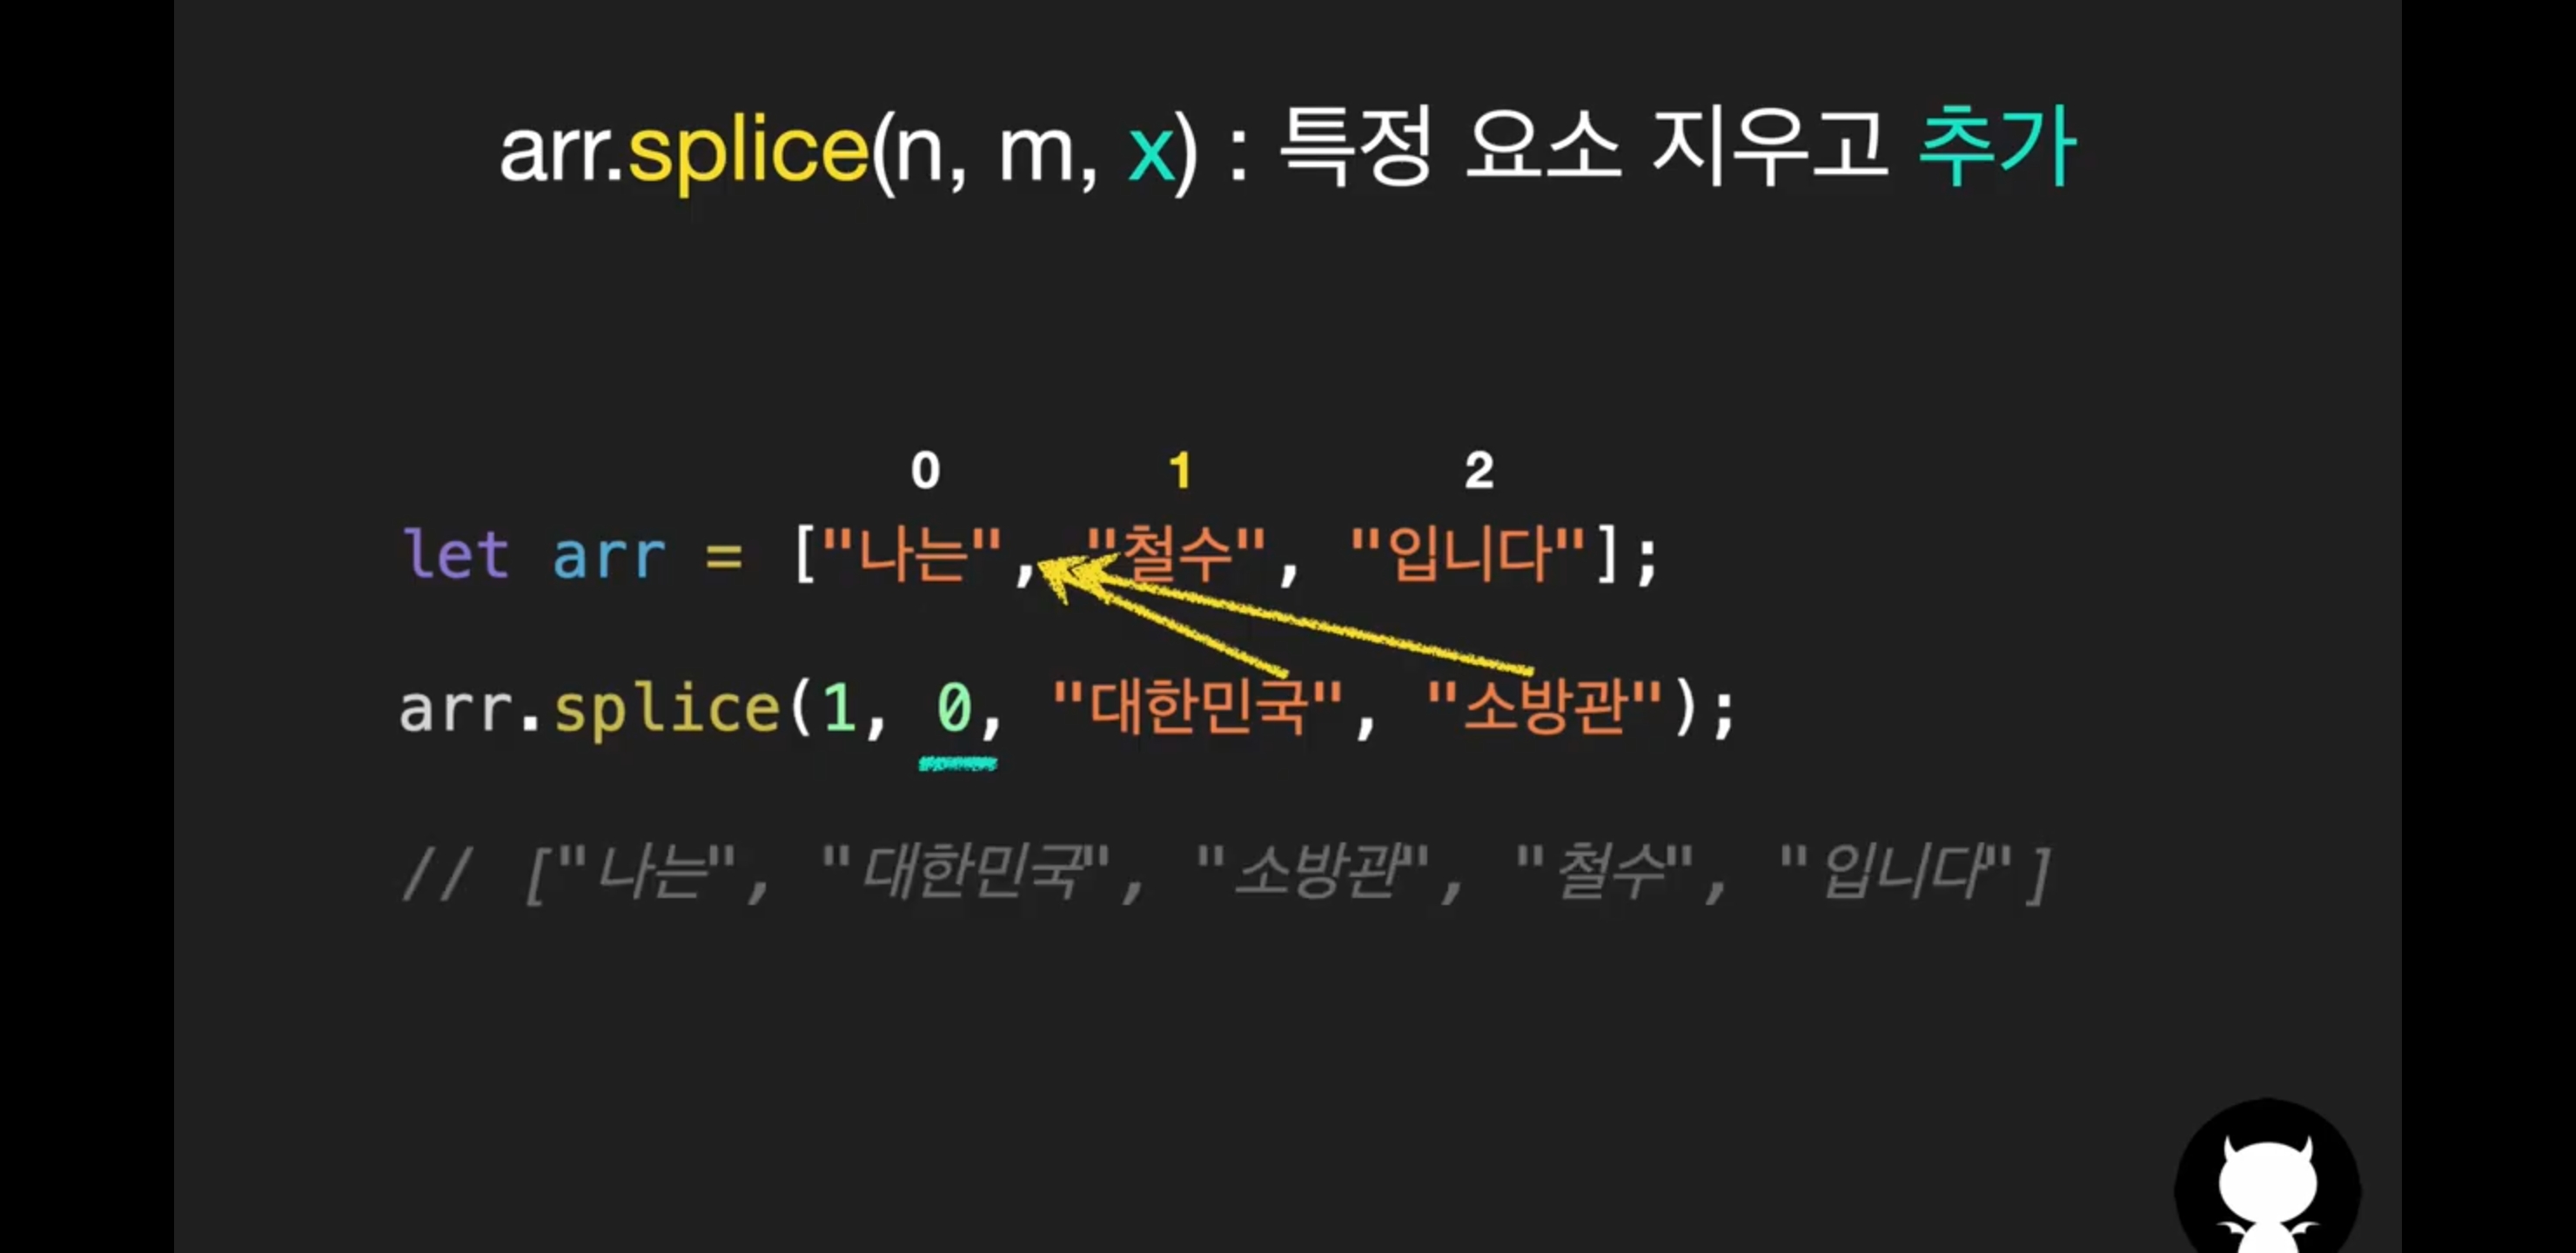 arr.splice(n, m, x) : 특정 요소 지우고 추가
0 1 2
let arr = ["나는", "철수", "입니다"];
arr.splice(1, 0, "대한민국", "소방관");
// ["나는", "대한민국", "소방관", "철수", "입니다"]